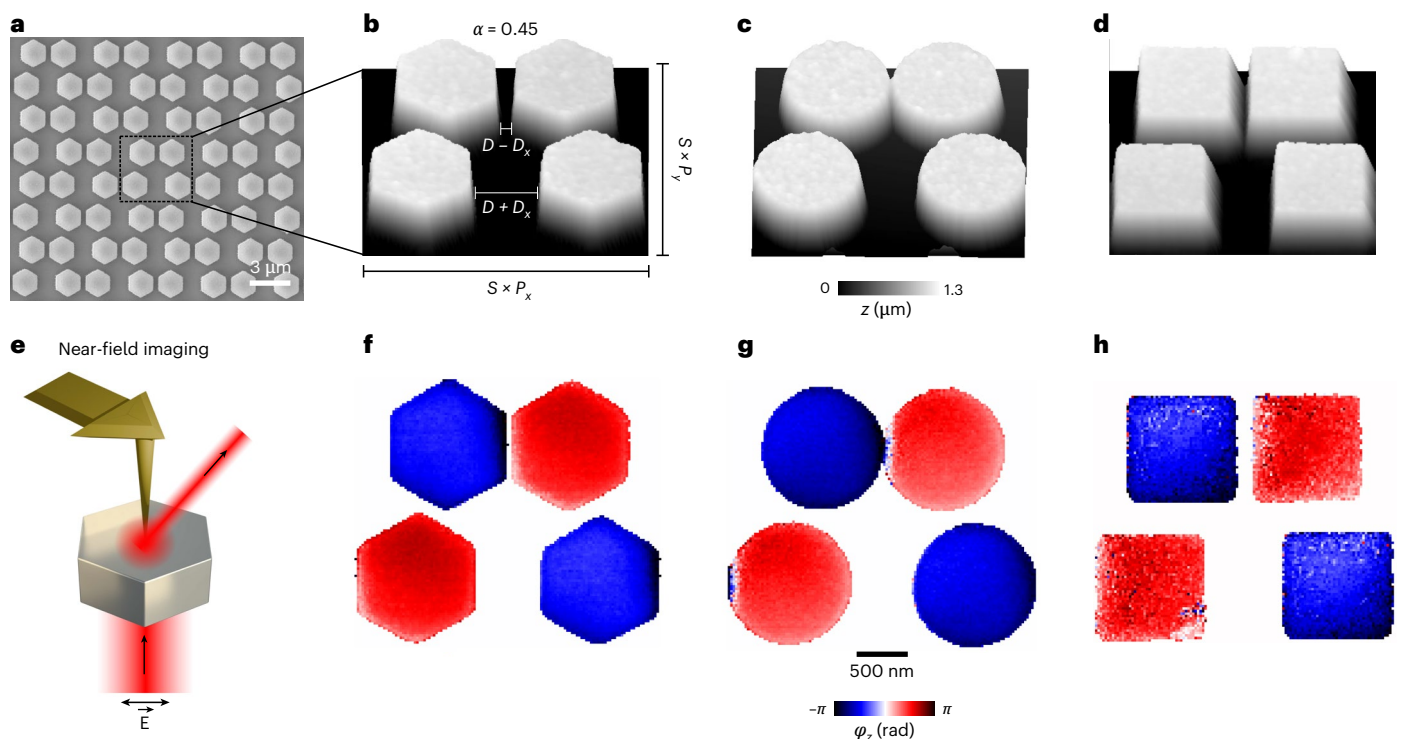 a
b
α = 0.45
c
d
D − Dx
D + Dx
S × Py
3 μm
S × Px
0
1.3
z (μm)
e
Near-field imaging
f
g
h
500 nm
−π
π
φz (rad)
E